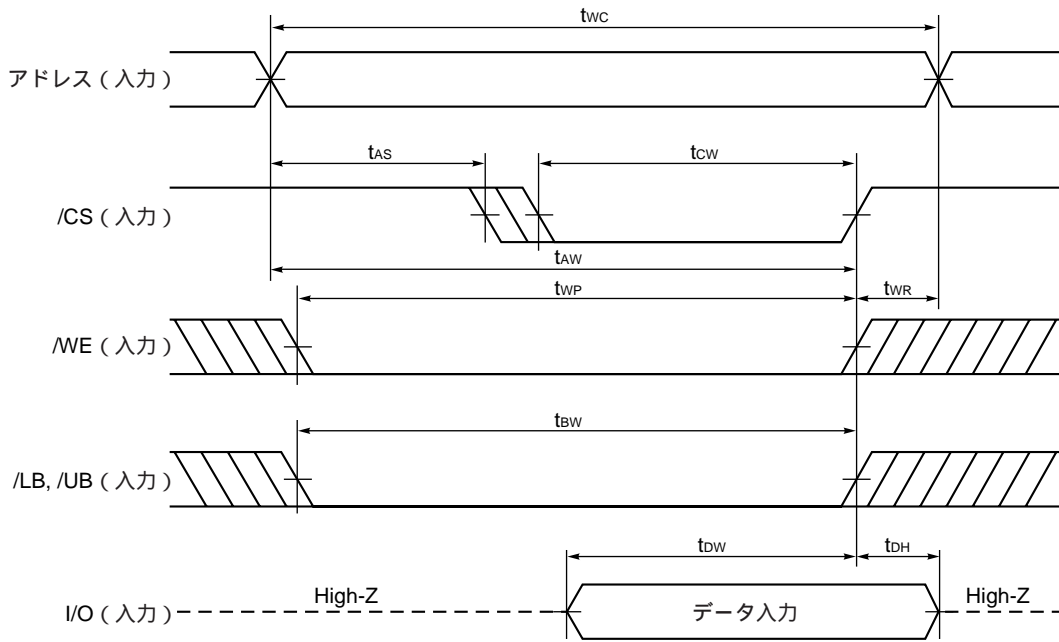 tWC
アドレス（入力）
tAS
tCW
/CS（入力）
tAW
tWP
tWR
/WE（入力）
tBW
/LB, /UB（入力）
tDW
tDH
High-Z
データ入力
High-Z
I/O（入力）